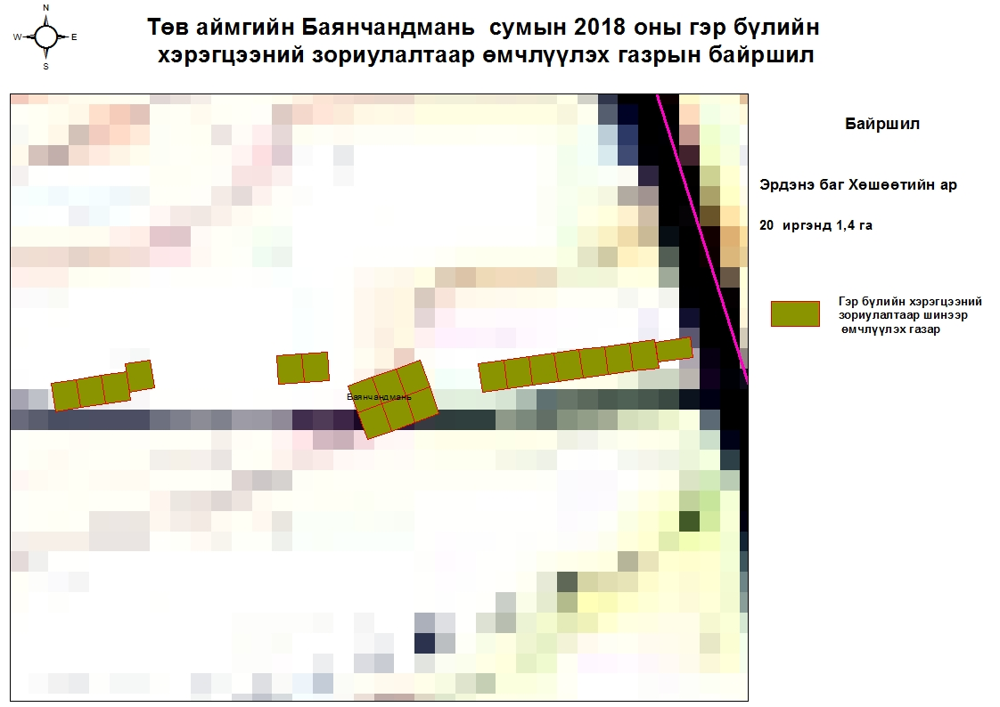 N
W E
S
Төв аймгийн Баянчандмань сумын 2018 оны гэр бүлийн
хэрэгцээний зориулалтаар өмчлүүлэх газрын байршил
Байршил
Эрдэнэ баг Хөшөөтийн ар
20 иргэнд 1,4 га
Гэр бүлийн хэрэгцээний
зориулалтаар шинээр
өмчлүүлэх газар
Баянчандмань